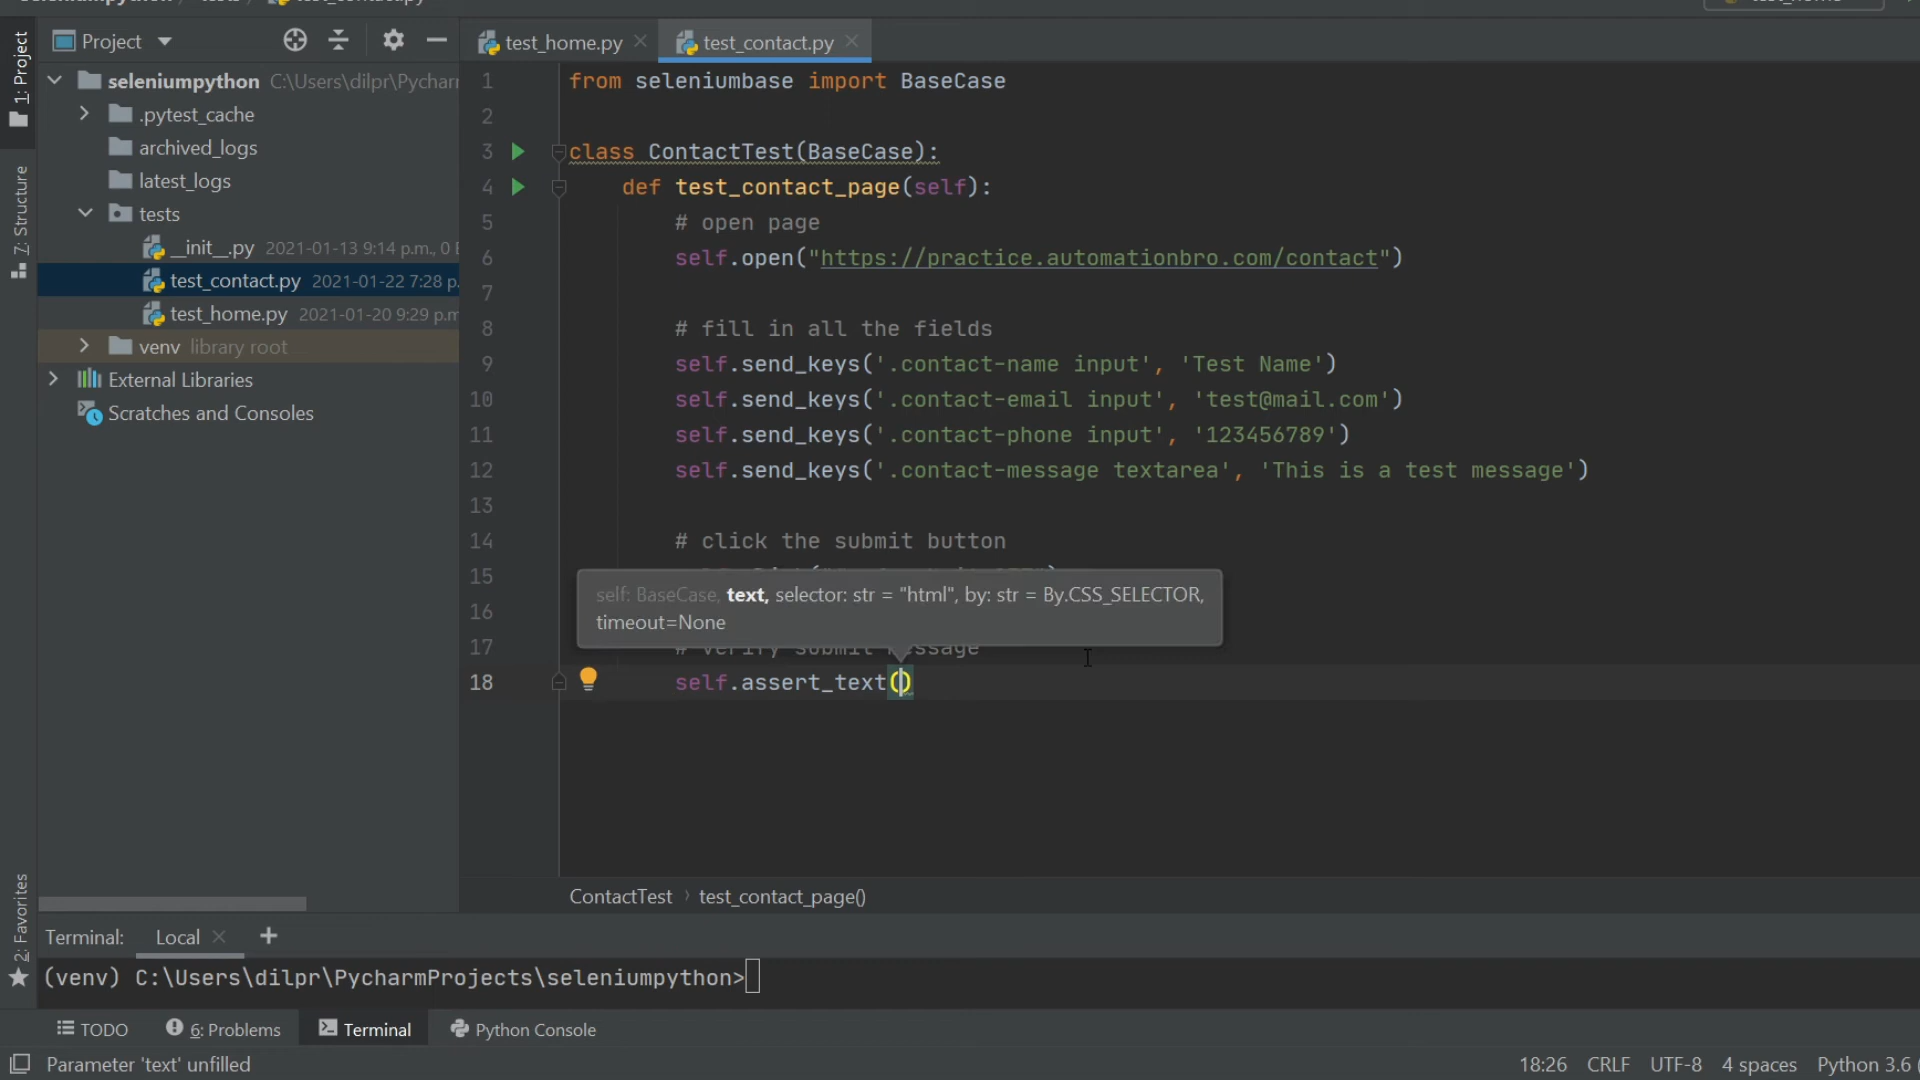 Project
test_home.py
test_contact.py
1: Project
7: Structure
2: Favorites
seleniumpython C:\Users\dilpr\Pychar
.pytest_cache
archived_logs
latest_logs
tests
__init__.py 2021-01-13 9:14 p.m., 0
test_contact.py 2021-01-22 7:28 p.
test_home.py 2021-01-20 9:29 p.m
venv library root
External Libraries
Scratches and Consoles
1 from seleniumbase import BaseCase
2
3 class ContactTest(BaseCase):
4 def test_contact_page(self):
5 # open page
6 self.open("https://practice.automationbro.com/contact")
7
8 # fill in all the fields
9 self.send_keys('.contact-name input', 'Test Name')
10 self.send_keys('.contact-email input', 'test@mail.com')
11 self.send_keys('.contact-phone input', '123456789')
12 self.send_keys('.contact-message textarea', 'This is a test message')
13
14 # click the submit button
15
self: BaseCase, text, selector: str = "html", by: str = By.CSS_SELECTOR,
16
timeout=None
17 # verify submit message
18 self.assert_text()
ContactTest › test_contact_page()
Terminal: Local +
(venv) C:\Users\dilpr\PycharmProjects\seleniumpython>
TODO 6: Problems Terminal Python Console
Parameter 'text' unfilled 18:26 CRLF UTF-8 4 spaces Python 3.6